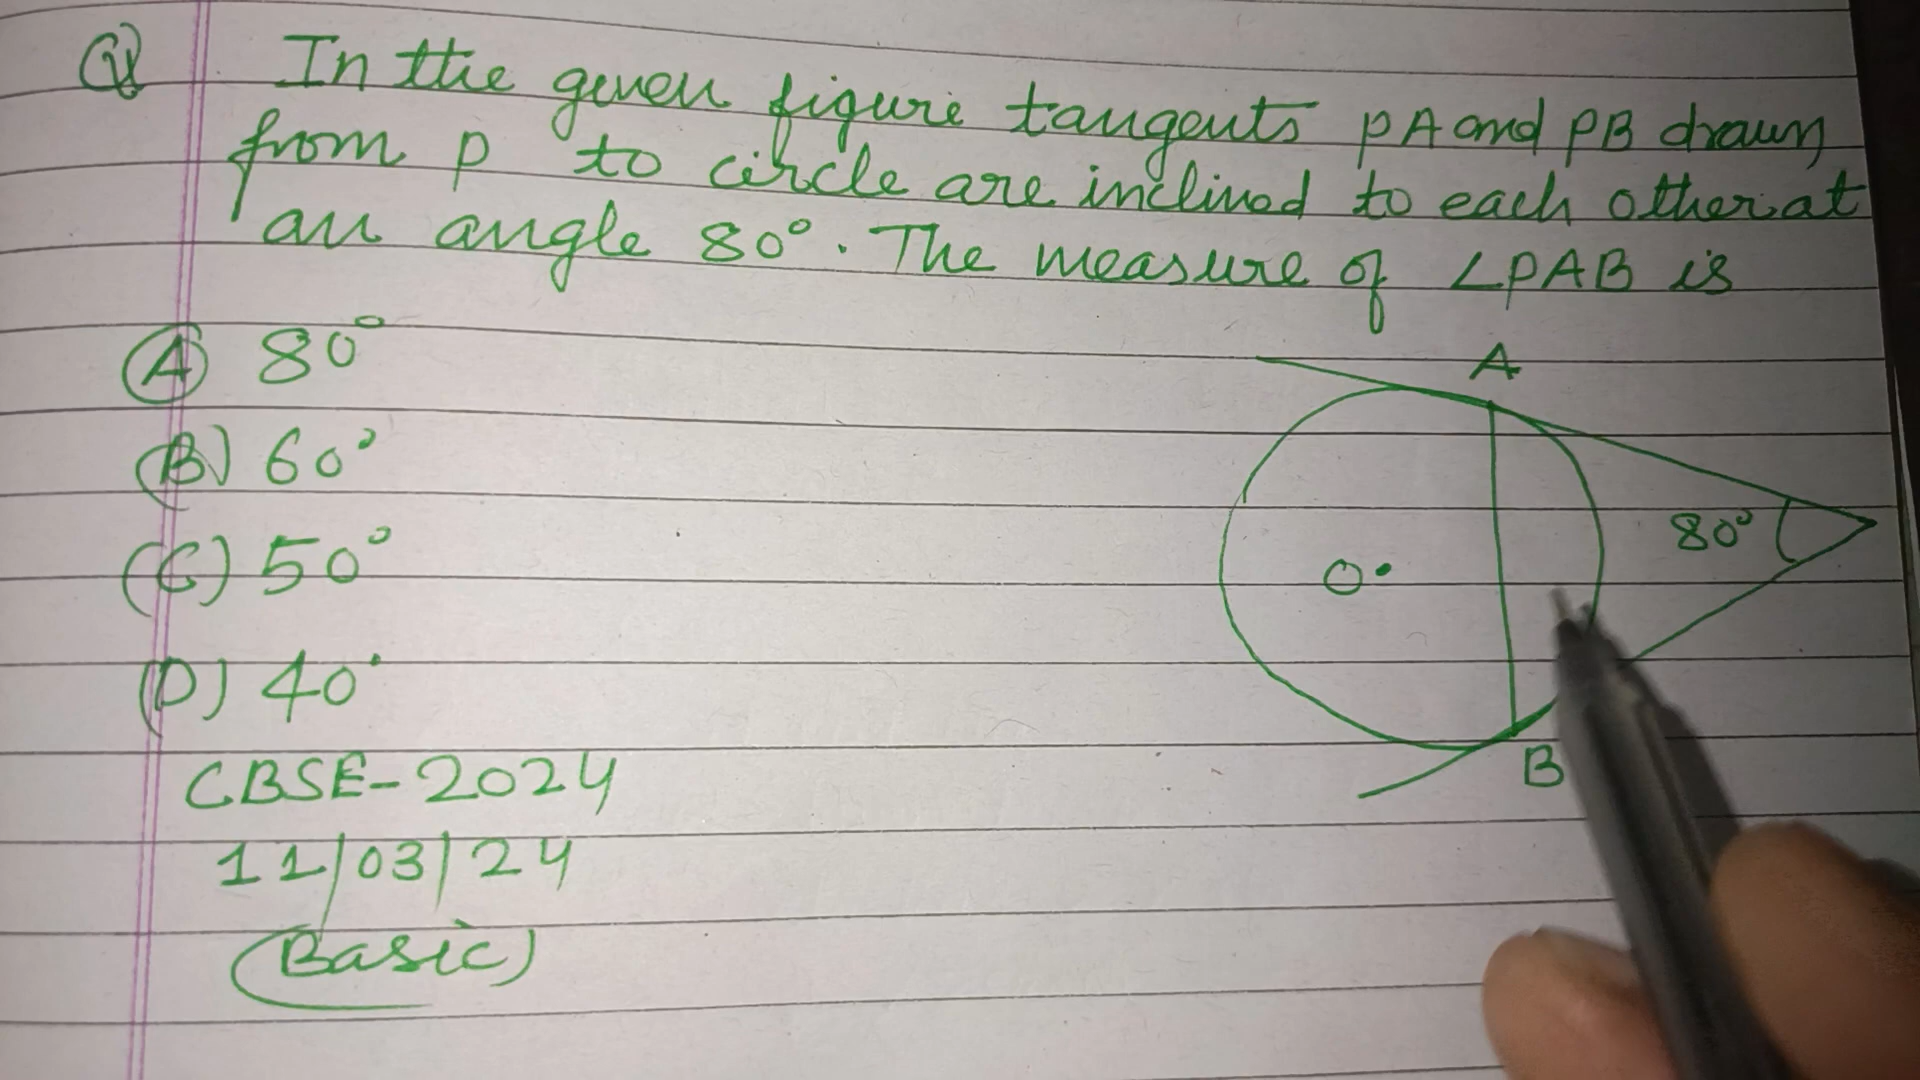 Q) In the given figure tangents PA and PB drawn
from P to circle are inclined to each other at
an angle 80°. The measure of ∠PAB is
(A) 80°
(B) 60°
(C) 50°
(D) 40°
CBSE-2024
11/03/24
(Basic)
A
80°
O
B